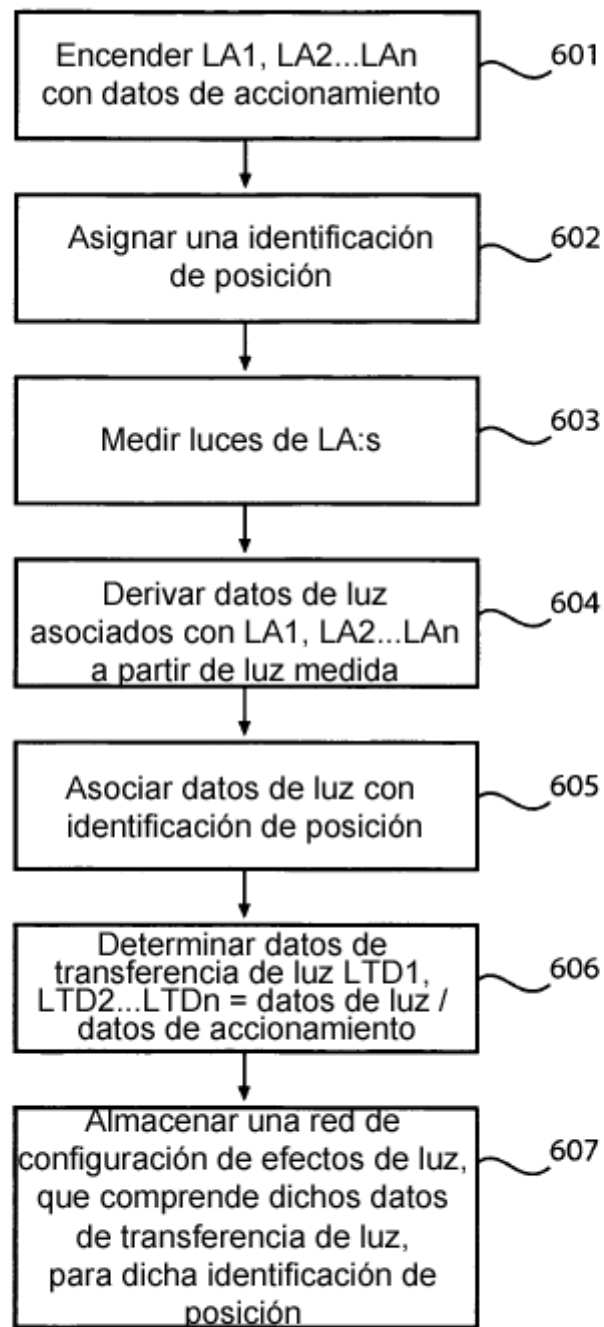 Encender LA1, LA2...LAn
con datos de accionamiento
601
Asignar una identificación
de posición
602
Medir luces de LA:s
603
Derivar datos de luz
asociados con LA1, LA2...LAn
a partir de luz medida
604
Asociar datos de luz con
identificación de posición
605
Determinar datos de
transferencia de luz LTD1,
LTD2...LTDn = datos de luz /
datos de accionamiento
606
Almacenar una red de
configuración de efectos de luz,
que comprende dichos datos
de transferencia de luz,
para dicha identificación de
posición
607